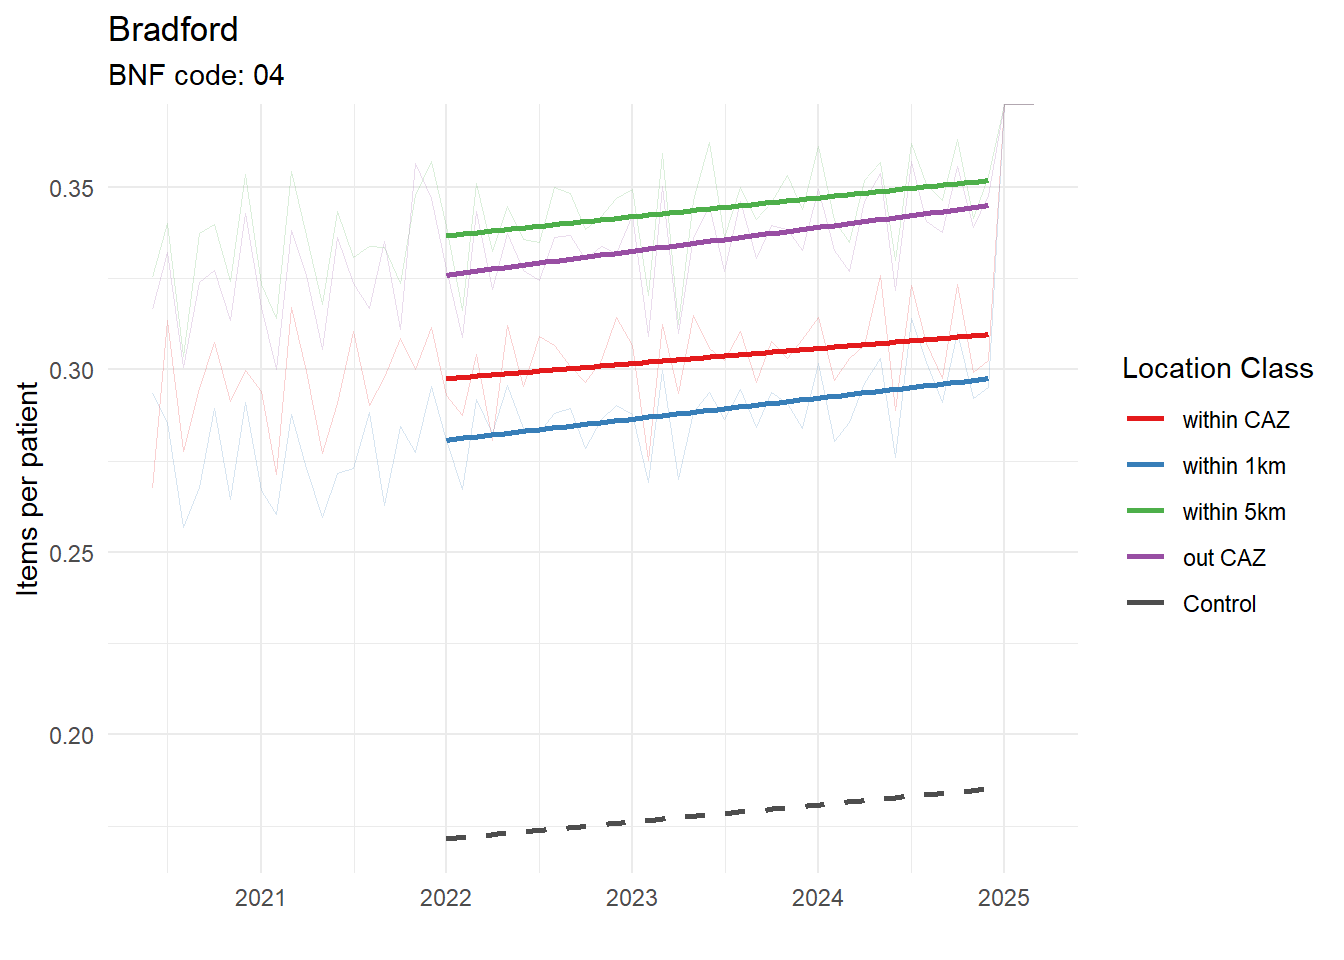 Bradford
BNF code: 04
Items per patient
0.35
0.30
0.25
0.20
2021
2022
2023
2024
2025
Location Class
within CAZ
within 1km
within 5km
out CAZ
Control